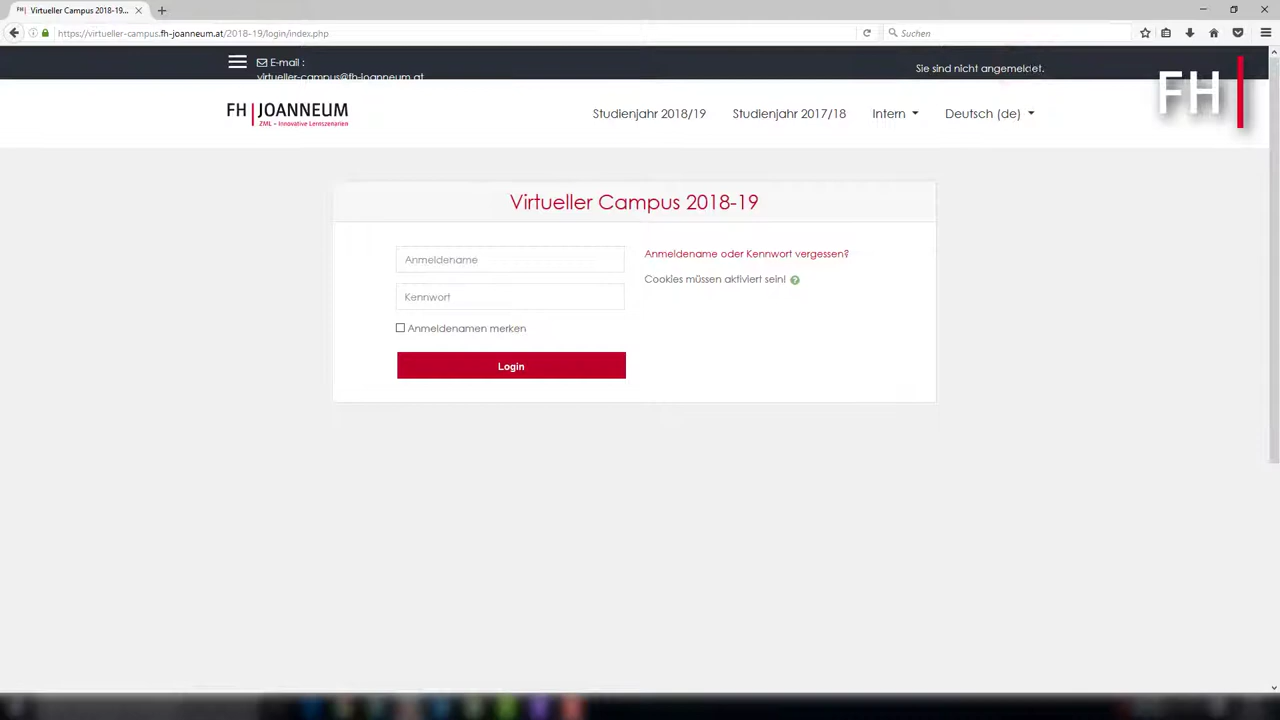 FH| Virtueller Campus 2018-19...
https://virtueller-campus.fh-joanneum.at/2018-19/login/index.php
Suchen
E-mail :
virtueller-campus@fh-joanneum.at
Sie sind nicht angemeldet.
FH|
FH|JOANNEUM
ZML – Innovative Lernszenarien
Studienjahr 2018/19 Studienjahr 2017/18 Intern Deutsch (de)
Virtueller Campus 2018-19
Anmeldename
Kennwort
Anmeldenamen merken
Login
Anmeldename oder Kennwort vergessen?
Cookies müssen aktiviert sein!